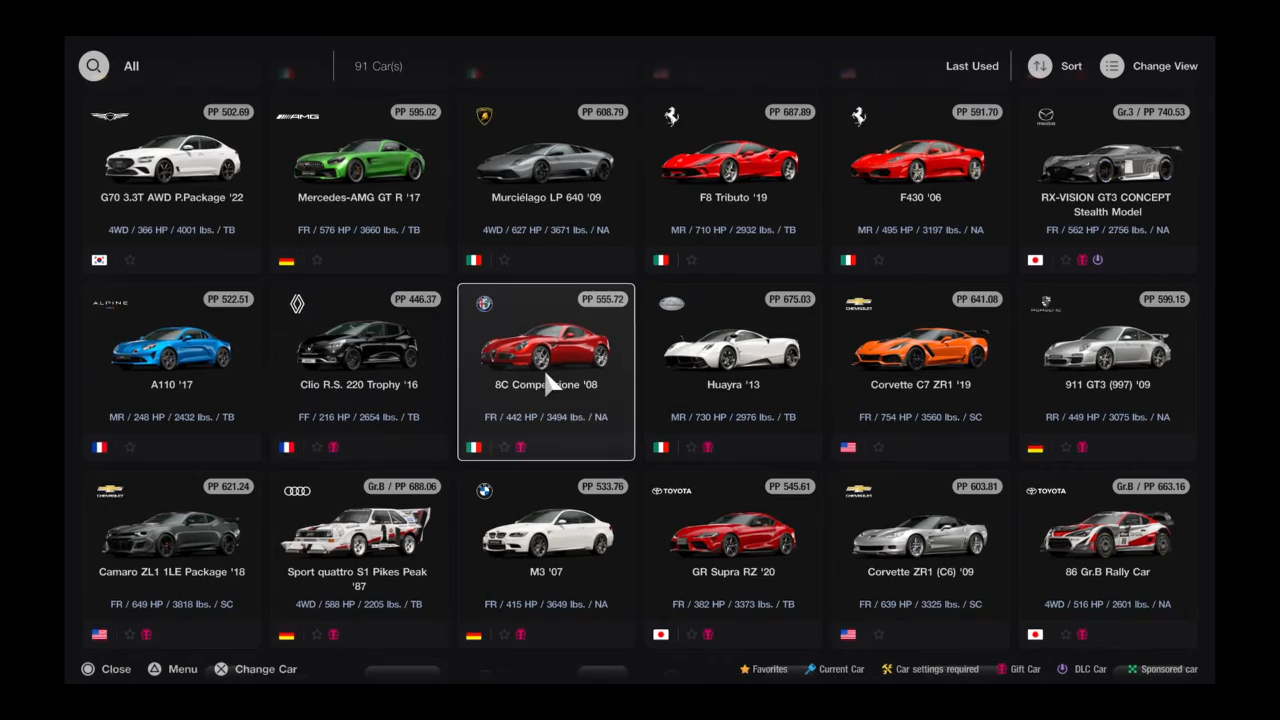 All
91 Car(s)
Last Used
Sort
Change View
PP 502.69
G70 3.3T AWD P.Package '22
4WD / 366 HP / 4001 lbs. / TB
AMG
PP 595.02
Mercedes-AMG GT R '17
FR / 576 HP / 3660 lbs. / TB
PP 608.79
Murciélago LP 640 '09
4WD / 627 HP / 3671 lbs. / NA
PP 687.89
F8 Tributo '19
MR / 710 HP / 2932 lbs. / TB
PP 591.70
F430 '06
MR / 495 HP / 3197 lbs. / NA
mazda
Gr.3 / PP 740.53
RX-VISION GT3 CONCEPT
Stealth Model
FR / 562 HP / 2756 lbs. / NA
ALPINE
PP 522.51
A110 '17
MR / 248 HP / 2432 lbs. / TB
PP 446.37
Clio R.S. 220 Trophy '16
FF / 216 HP / 2654 lbs. / TB
PP 555.72
8C Competizione '08
FR / 442 HP / 3494 lbs. / NA
PP 675.03
Huayra '13
MR / 730 HP / 2976 lbs. / TB
CHEVROLET
PP 641.08
Corvette C7 ZR1 '19
FR / 754 HP / 3560 lbs. / SC
PORSCHE
PP 599.15
911 GT3 (997) '09
RR / 449 HP / 3075 lbs. / NA
CHEVROLET
PP 621.24
Camaro ZL1 1LE Package '18
FR / 649 HP / 3818 lbs. / SC
Gr.B / PP 688.06
Sport quattro S1 Pikes Peak
'87
4WD / 588 HP / 2205 lbs. / TB
PP 533.76
M3 '07
FR / 415 HP / 3649 lbs. / NA
TOYOTA
PP 545.61
GR Supra RZ '20
FR / 382 HP / 3373 lbs. / TB
CHEVROLET
PP 603.81
Corvette ZR1 (C6) '09
FR / 639 HP / 3325 lbs. / SC
TOYOTA
Gr.B / PP 663.16
86 Gr.B Rally Car
4WD / 516 HP / 2601 lbs. / NA
Close
Menu
Change Car
Favorites
Current Car
Car settings required
Gift Car
DLC Car
Sponsored car